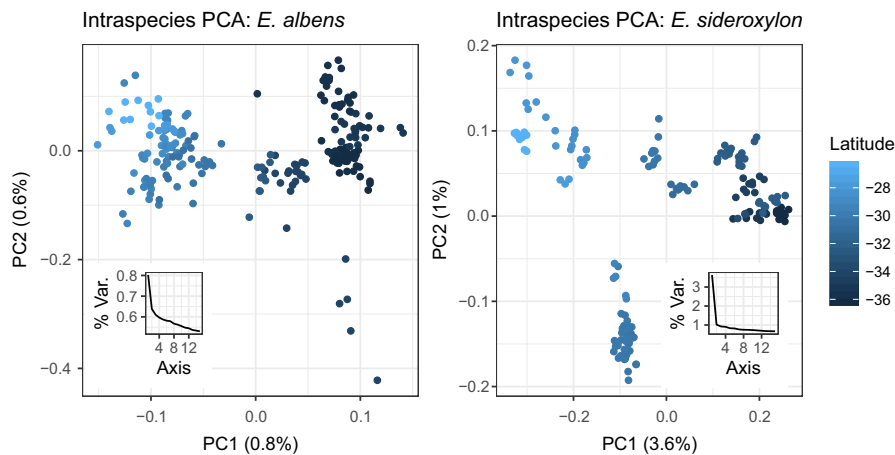 Intraspecies PCA: E. albens
PC2 (0.6%)
0.0
−0.2
−0.4
−0.1
0.0
0.1
PC1 (0.8%)
% Var.
0.8
0.7
0.6
4 8 12
Axis
Intraspecies PCA: E. sideroxylon
PC2 (1%)
0.2
0.1
0.0
−0.1
−0.2
−0.2
0.0
0.2
PC1 (3.6%)
% Var.
3
2
1
4 8 12
Axis
Latitude
−28
−30
−32
−34
−36